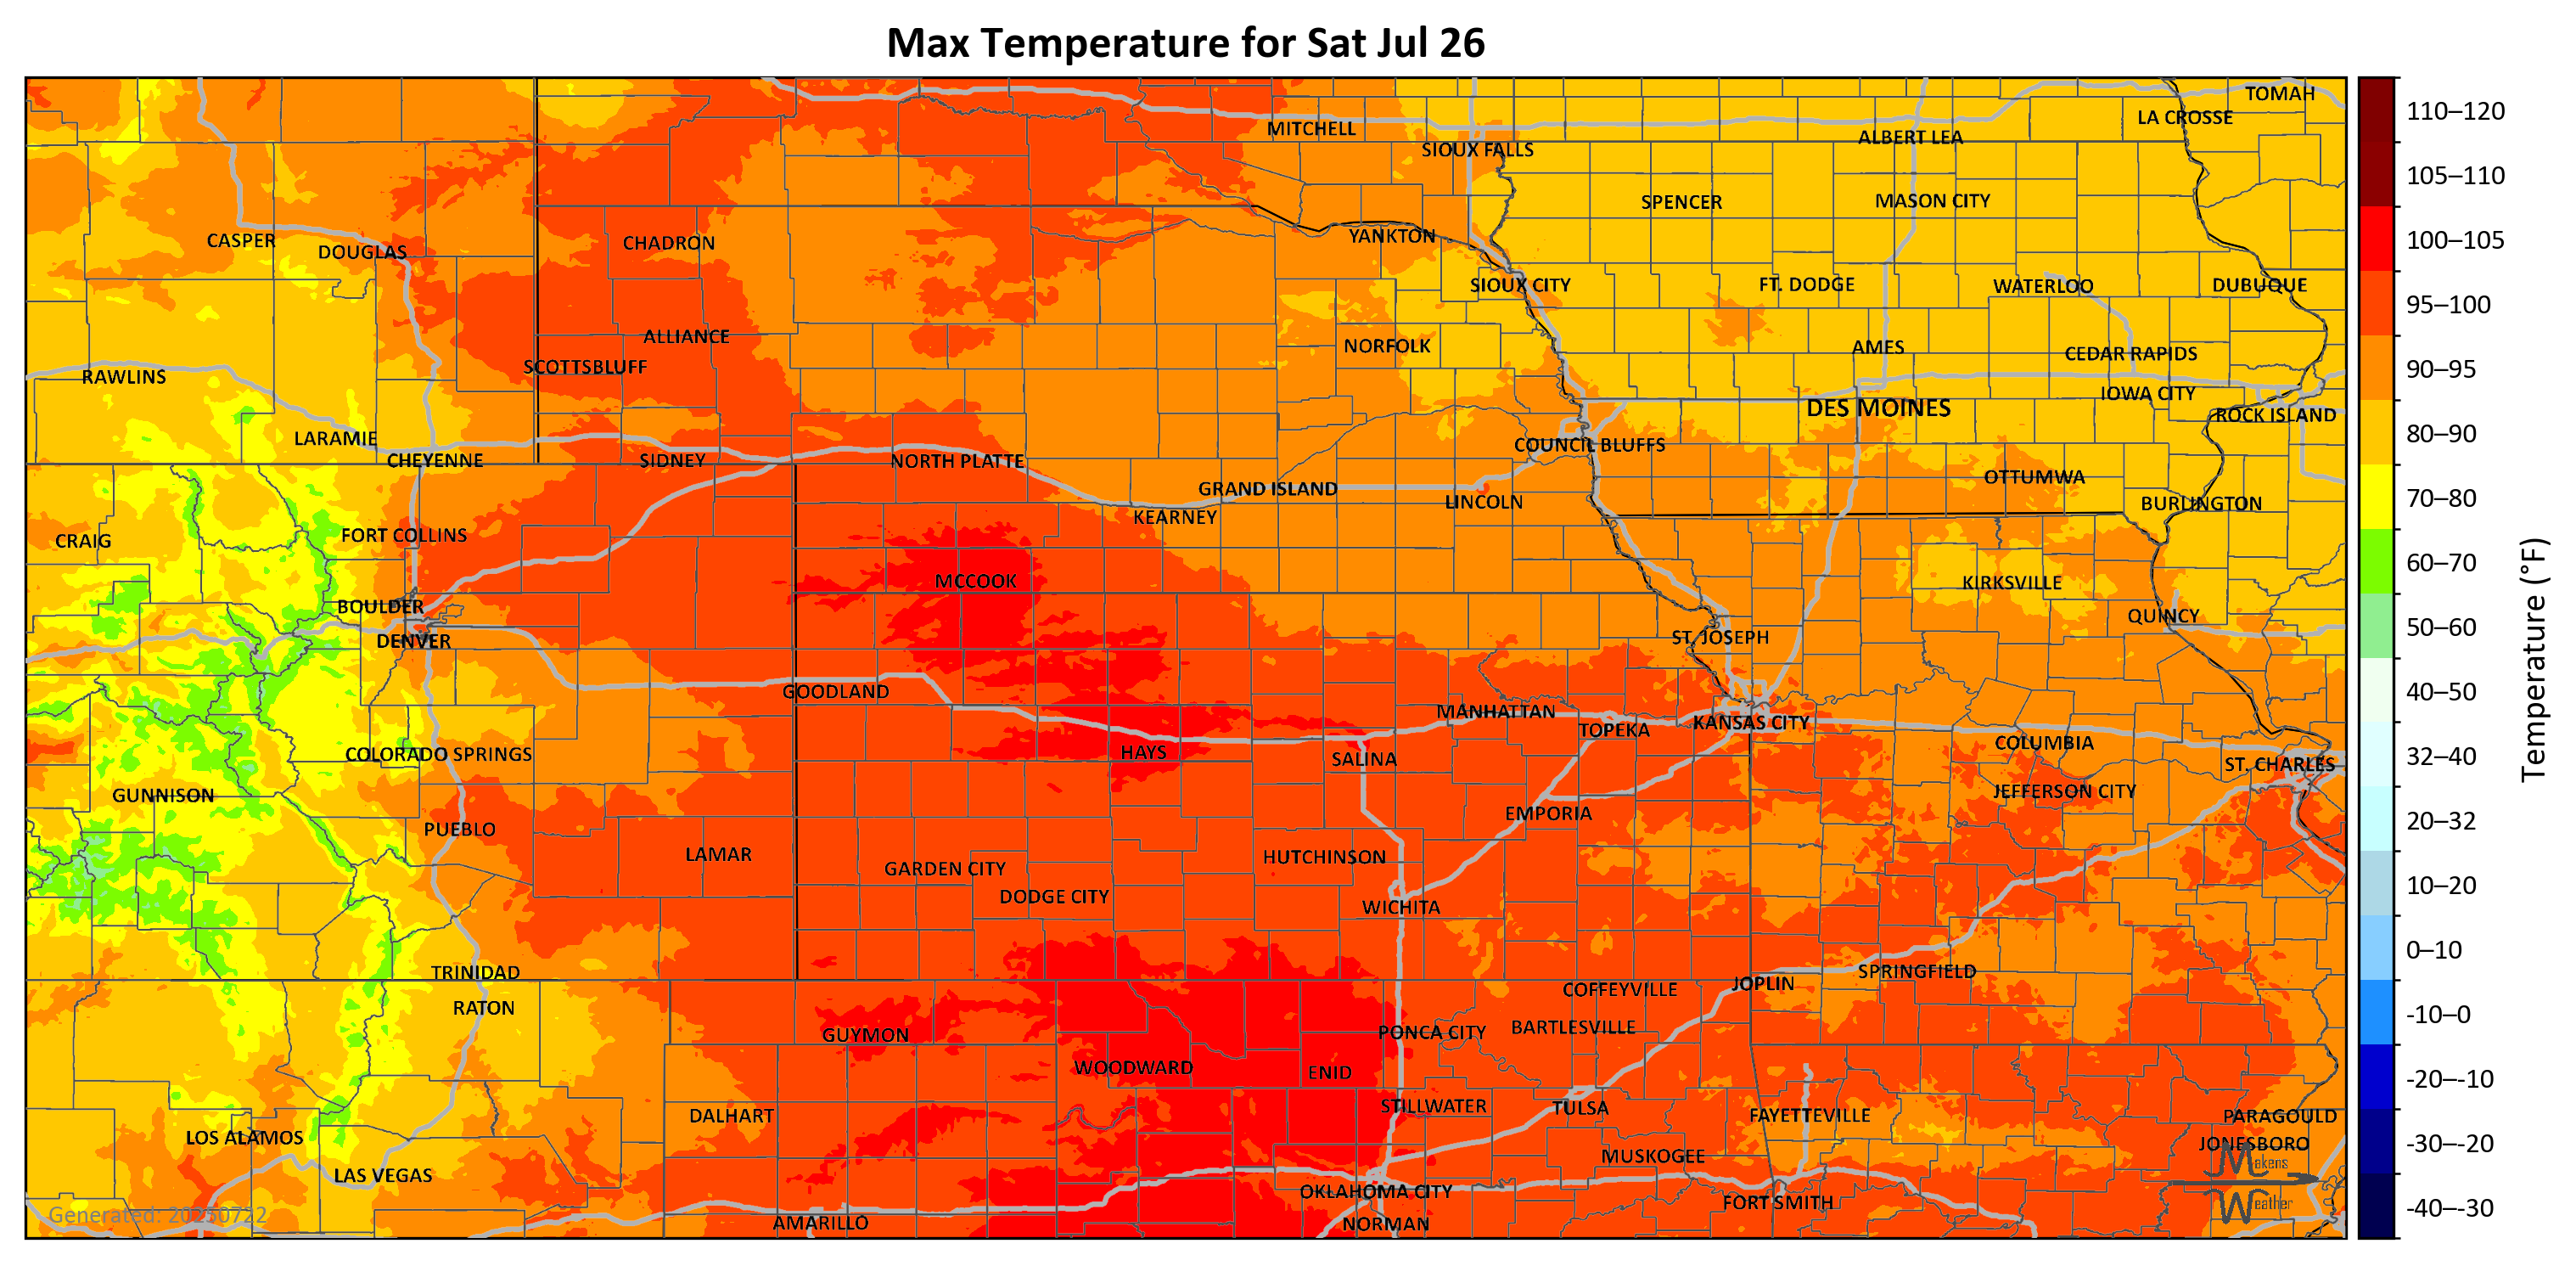 Max Temperature for Sat Jul 26
TOMAH
LA CROSSE
MITCHELL
ALBERT LEA
SIOUX FALLS
SPENCER
MASON CITY
CASPER
DOUGLAS
CHADRON
YANKTON
SIOUX CITY
FT. DODGE
WATERLOO
DUBUQUE
ALLIANCE
NORFOLK
AMES
CEDAR RAPIDS
SCOTTSBLUFF
RAWLINS
IOWA CITY
DES MOINES
ROCK ISLAND
LARAMIE
COUNCIL BLUFFS
CHEYENNE
SIDNEY
NORTH PLATTE
OTTUMWA
GRAND ISLAND
LINCOLN
BURLINGTON
KEARNEY
FORT COLLINS
CRAIG
MCCOOK
KIRKSVILLE
BOULDER
QUINCY
DENVER
ST. JOSEPH
GOODLAND
MANHATTAN
TOPEKA
KANSAS CITY
COLUMBIA
COLORADO SPRINGS
HAYS
SALINA
ST. CHARLES
GUNNISON
JEFFERSON CITY
EMPORIA
PUEBLO
LAMAR
HUTCHINSON
GARDEN CITY
DODGE CITY
WICHITA
TRINIDAD
SPRINGFIELD
JOPLIN
COFFEYVILLE
RATON
GUYMON
PONCA CITY
BARTLESVILLE
WOODWARD
ENID
DALHART
STILLWATER
TULSA
FAYETTEVILLE
PARAGOULD
LOS ALAMOS
JONESBORO
MUSKOGEE
LAS VEGAS
OKLAHOMA CITY
FORT SMITH
AMARILLO
NORMAN
Generated: 20250722
Makens
Weather
110–120
105–110
100–105
95–100
90–95
80–90
70–80
60–70
50–60
40–50
32–40
20–32
10–20
0–10
-10–0
-20–-10
-30–-20
-40–-30
Temperature (°F)